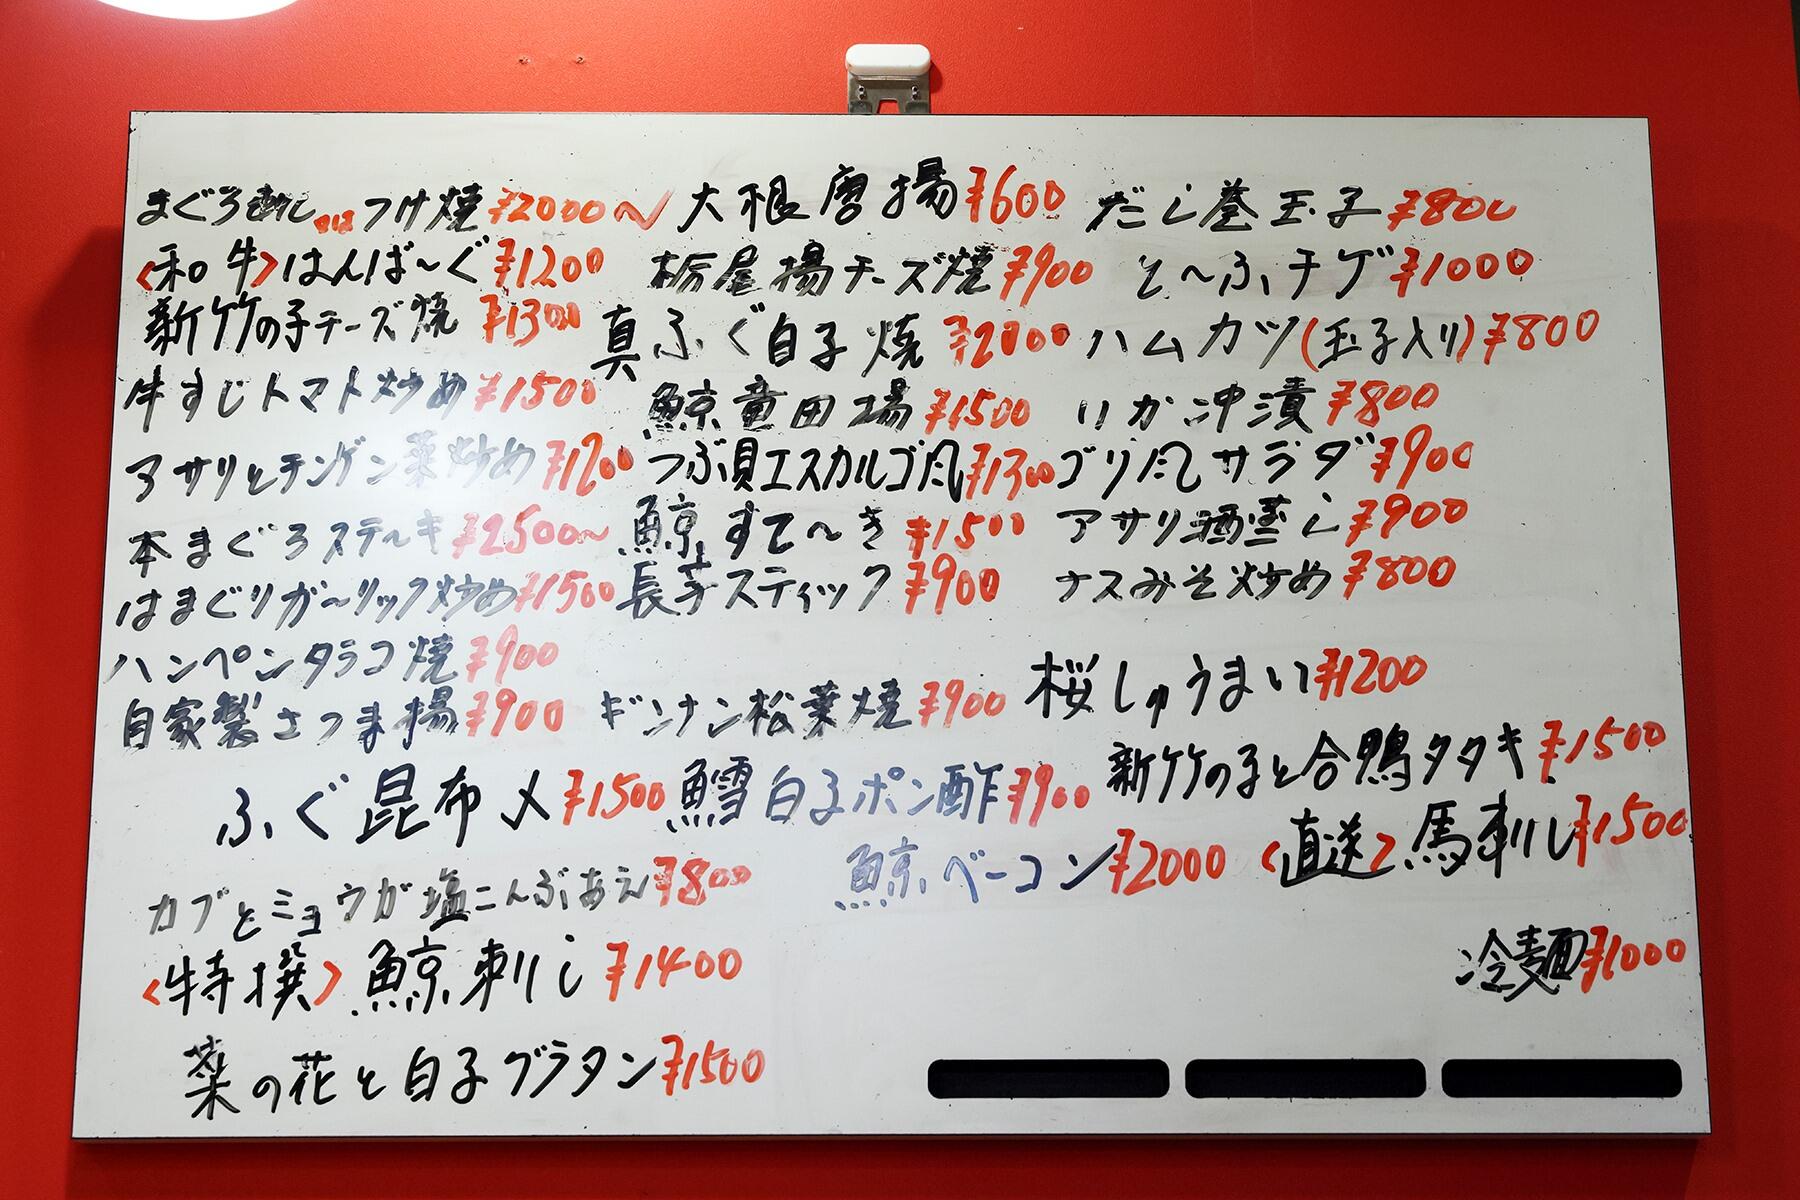 まぐろ蒸し または つけ焼 ¥2000〜
〈和牛〉はんば〜ぐ ¥1200
新竹の子チーズ焼 ¥1300
牛すじトマト炒め ¥1500
アサリとチンゲン菜炒め ¥1200
本まぐろステーキ ¥2500〜
はまぐりガ〜リック炒め ¥1500
ハンペンタラコ焼 ¥900
自家製さつま揚 ¥900
大根唐揚 ¥600
栃尾揚チーズ焼 ¥900
真ふぐ白子焼 ¥2000
鯨竜田揚 ¥1500
つぶ貝エスカルゴ風 ¥1300
鯨すて〜き ¥1500
長芋スティック ¥900
ギンナン松葉焼 ¥900
だし巻玉子 ¥800
と〜ふチゲ ¥1000
ハムカツ(玉子入り) ¥800
いか沖漬 ¥800
ゴリ風サラダ ¥900
アサリ酒蒸し ¥900
ナスみそ炒め ¥800
桜しゅうまい ¥1200
新竹の子と合鴨タタキ ¥1500
ふぐ昆布〆 ¥1500
鱈白子ポン酢 ¥900
〈直送〉馬刺し ¥1500
カブとミョウガ塩こんぶあえ ¥800
鯨ベーコン ¥2000
〈特撰〉鯨刺し ¥1400
冷麺 ¥1000
菜の花と白子グラタン ¥1500